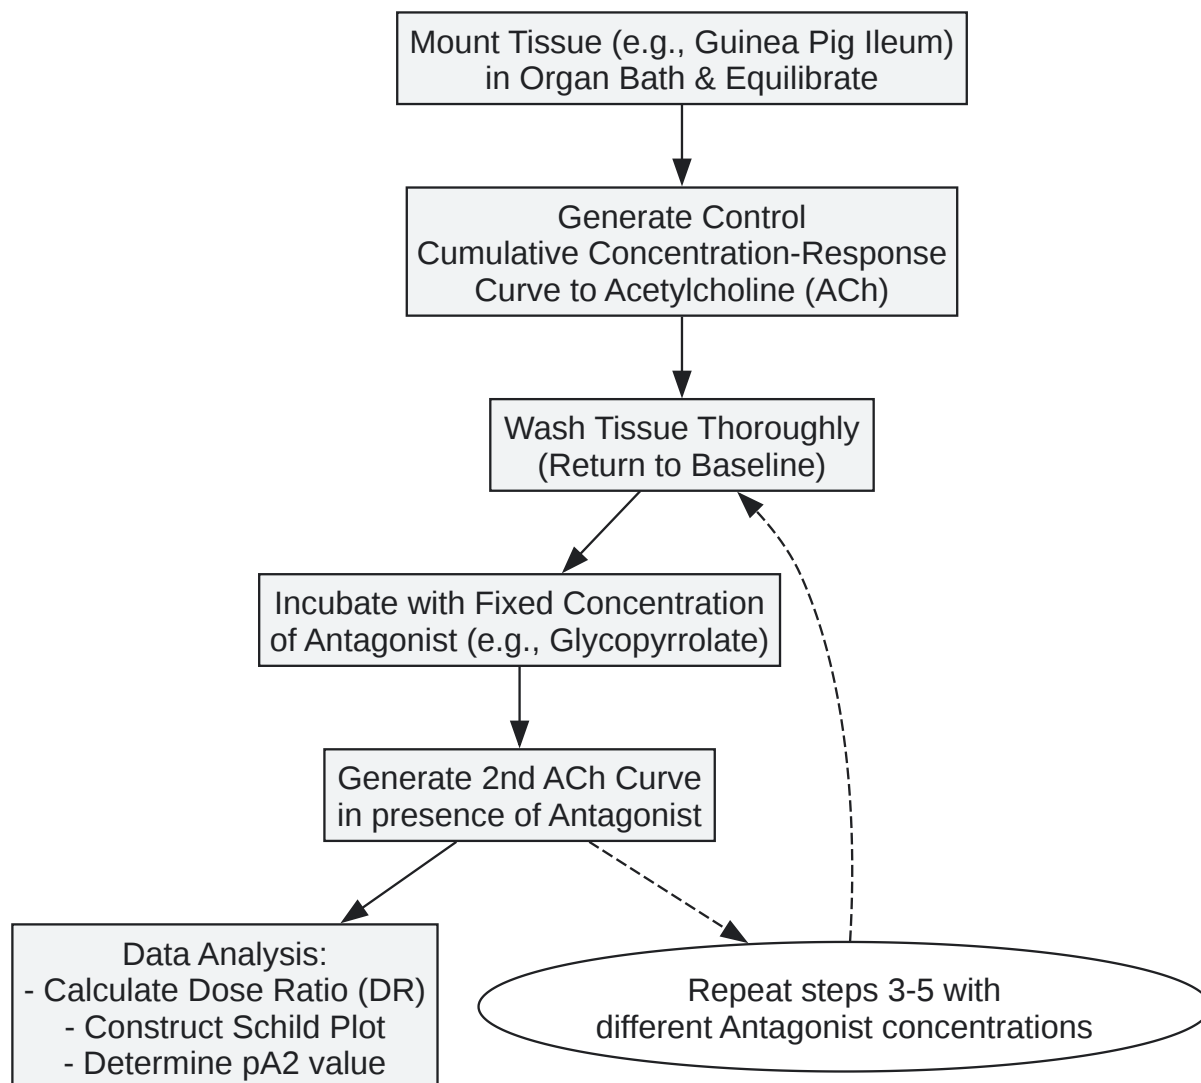 Mount Tissue (e.g., Guinea Pig Ileum)
in Organ Bath & Equilibrate
Generate Control
Cumulative Concentration-Response
Curve to Acetylcholine (ACh)
Wash Tissue Thoroughly
(Return to Baseline)
Incubate with Fixed Concentration
of Antagonist (e.g., Glycopyrrolate)
Generate 2nd ACh Curve
in presence of Antagonist
Data Analysis:
- Calculate Dose Ratio (DR)
- Construct Schild Plot
- Determine pA2 value
Repeat steps 3-5 with
different Antagonist concentrations